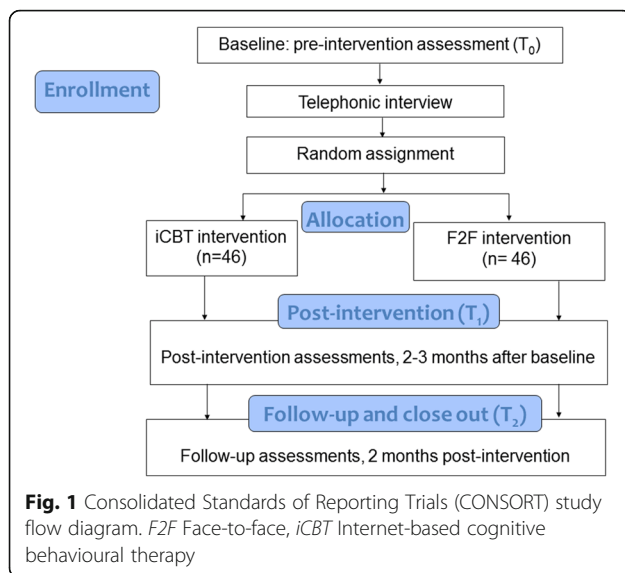 Baseline: pre-intervention assessment (T₀)
Enrollment
Telephonic interview
Random assignment
Allocation
iCBT intervention
(n=46)
F2F intervention
(n= 46)
Post-intervention (T₁)
Post-intervention assessments, 2-3 months after baseline
Follow-up and close out (T₂)
Follow-up assessments, 2 months post-intervention
Fig. 1 Consolidated Standards of Reporting Trials (CONSORT) study
flow diagram. F2F Face-to-face, iCBT Internet-based cognitive
behavioural therapy